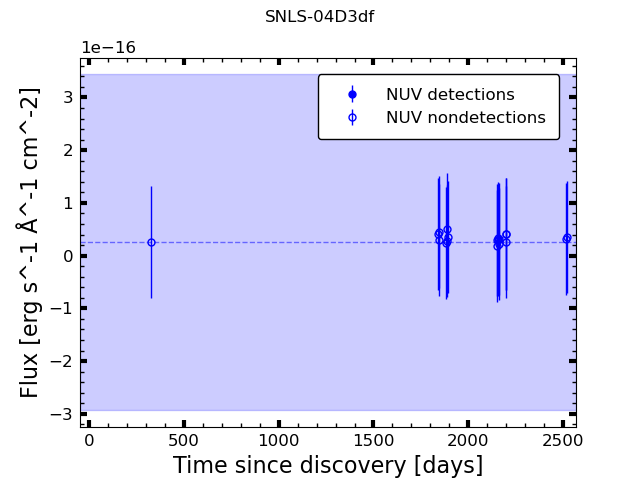 SNLS-04D3df
1e−16
NUV detections
NUV nondetections
3
2
1
0
−1
−2
−3
Flux [erg s^-1 Å^-1 cm^-2]
0 500 1000 1500 2000 2500
Time since discovery [days]